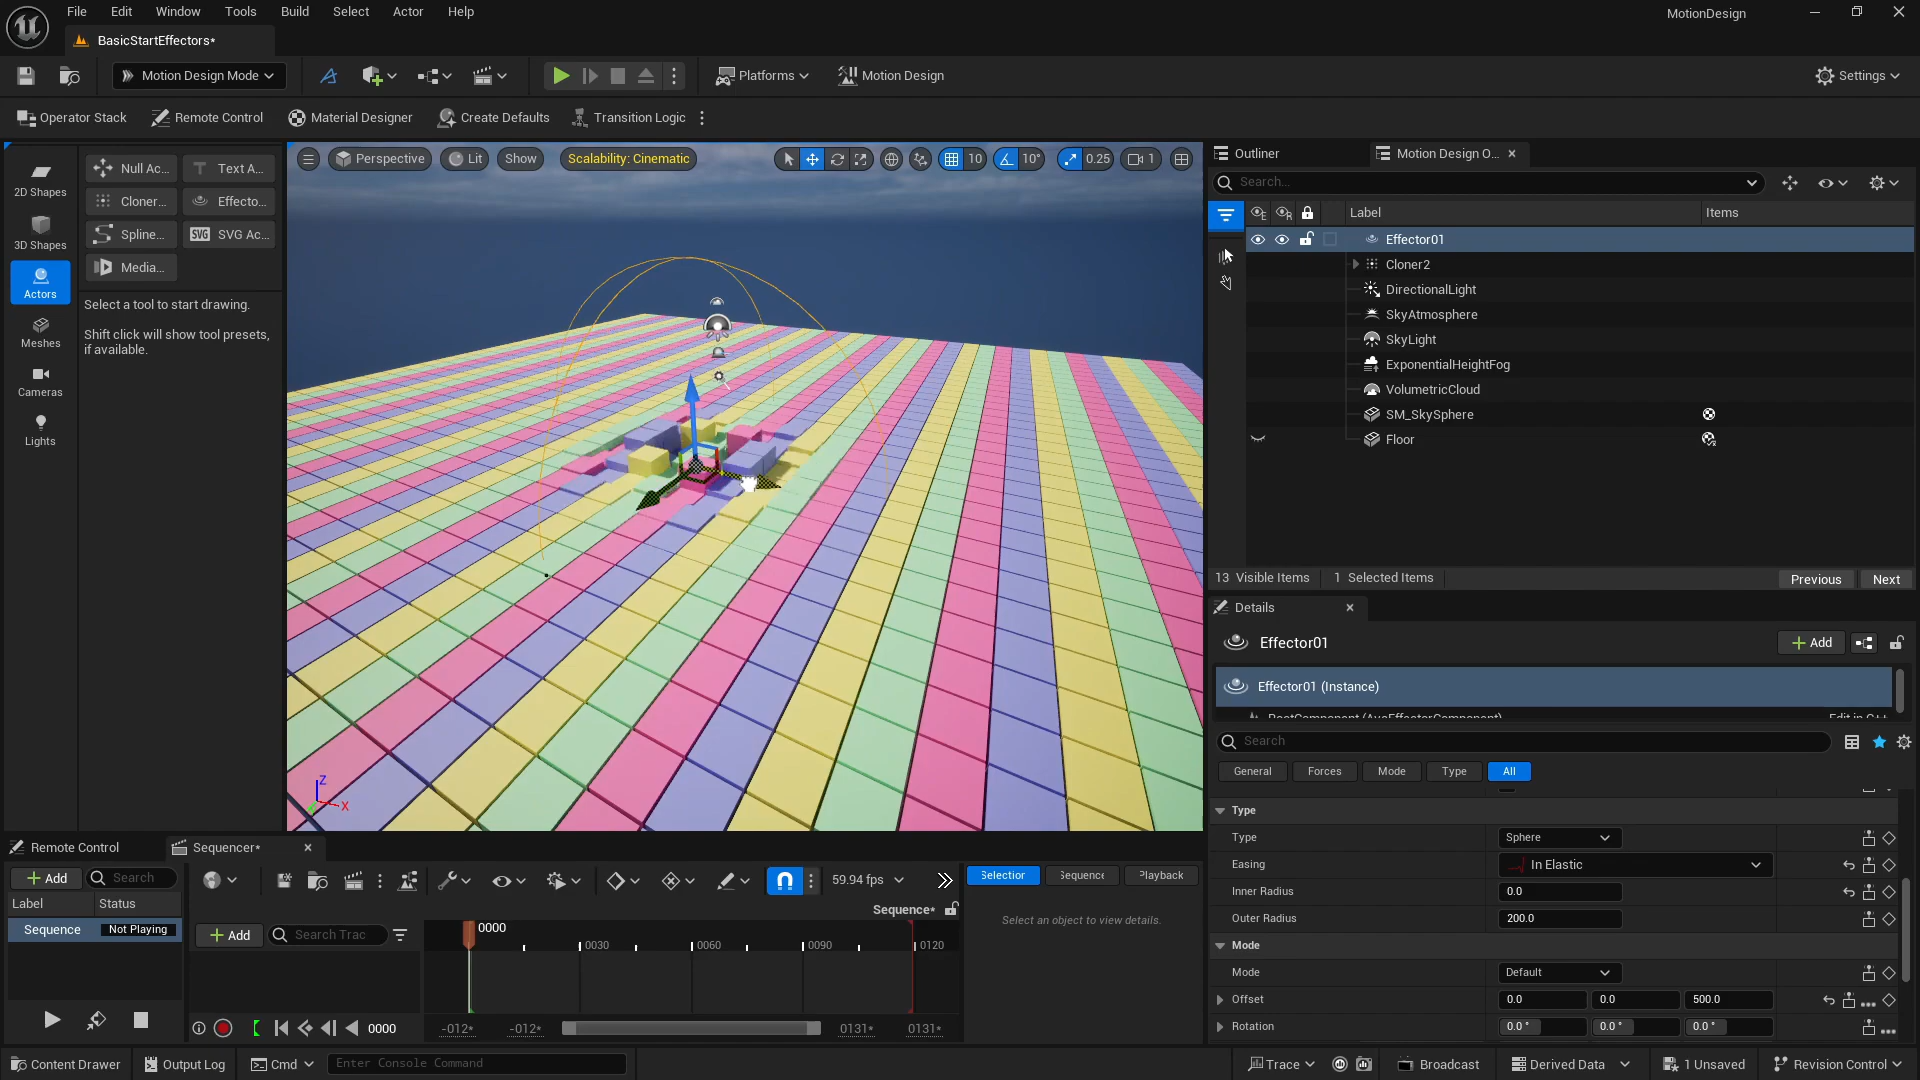 File Edit Window Tools Build Select Actor Help
MotionDesign
BasicStartEffectors*
Motion Design Mode
Platforms
Motion Design
Settings
Operator Stack
Remote Control
Material Designer
Create Defaults
Transition Logic
2D Shapes
3D Shapes
Actors
Meshes
Cameras
Lights
Null Ac...
Text A...
Cloner...
Effecto...
Spline...
SVG
SVG Ac...
Media...
Select a tool to start drawing.
Shift click will show tool presets,
if available.
Perspective
Lit
Show
Scalability: Cinematic
10
10°
0.25
1
Z
X
Outliner
Motion Design O...
Search...
Label
Items
Effector01
Cloner2
DirectionalLight
SkyAtmosphere
SkyLight
ExponentialHeightFog
VolumetricCloud
SM_SkySphere
Floor
13 Visible Items
1 Selected Items
Previous
Next
Details
Effector01
Add
Effector01 (Instance)
RootComponent (AvaEffectorComponent)
Edit in C++
Search
General
Forces
Mode
Type
All
Type
Type
Sphere
Easing
In Elastic
Inner Radius
0.0
Outer Radius
200.0
Mode
Mode
Default
Offset
0.0
0.0
500.0
Rotation
0.0 °
0.0 °
0.0 °
Remote Control
Sequencer*
Add
Search
Label
Status
Sequence
Not Playing
59.94 fps
Sequence*
Add
Search Trac
0000
0030
0060
0090
0120
0000
-012*
-012*
0131*
0131*
Selection
Sequence
Playback
Select an object to view details.
Content Drawer
Output Log
Cmd
Enter Console Command
Trace
Broadcast
Derived Data
1 Unsaved
Revision Control